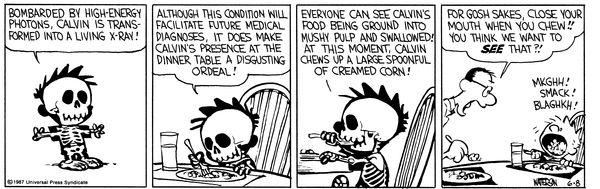 BOMBARDED BY HIGH-ENERGY
PHOTONS, CALVIN IS TRANS-
FORMED INTO A LIVING X-RAY!
©1987 Universal Press Syndicate
ALTHOUGH THIS CONDITION WILL
FACILITATE FUTURE MEDICAL
DIAGNOSES, IT DOES MAKE
CALVIN'S PRESENCE AT THE
DINNER TABLE A DISGUSTING
ORDEAL!
EVERYONE CAN SEE CALVIN'S
FOOD BEING GROUND INTO
MUSHY PULP AND SWALLOWED!
AT THIS MOMENT, CALVIN
CHEWS UP A LARGE SPOONFUL
OF CREAMED CORN!
FOR GOSH SAKES, CLOSE YOUR
MOUTH WHEN YOU CHEW!!
YOU THINK WE WANT TO
SEE THAT?!
MKGHH!
SMACK!
BLAGHKH!
WATTERSON
6-8